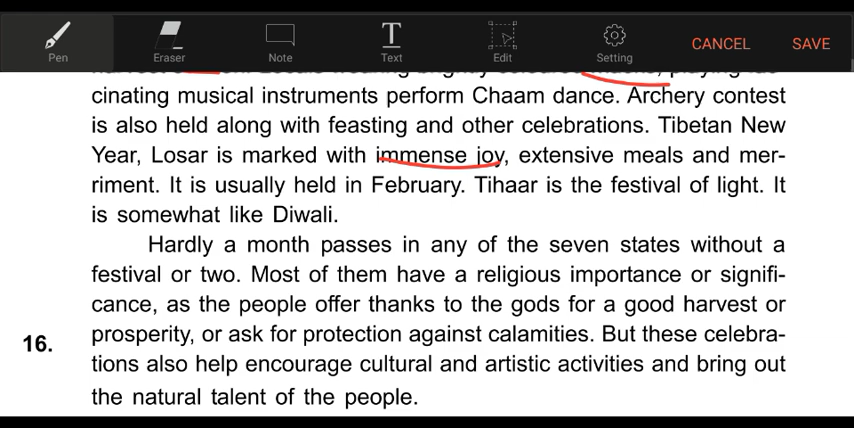 Pen
Eraser
Note
Text
Edit
Setting
CANCEL
SAVE
cinating musical instruments perform Chaam dance. Archery contest
is also held along with feasting and other celebrations. Tibetan New
Year, Losar is marked with immense joy, extensive meals and mer-
riment. It is usually held in February. Tihaar is the festival of light. It
is somewhat like Diwali.
Hardly a month passes in any of the seven states without a
festival or two. Most of them have a religious importance or signifi-
cance, as the people offer thanks to the gods for a good harvest or
16. prosperity, or ask for protection against calamities. But these celebra-
tions also help encourage cultural and artistic activities and bring out
the natural talent of the people.